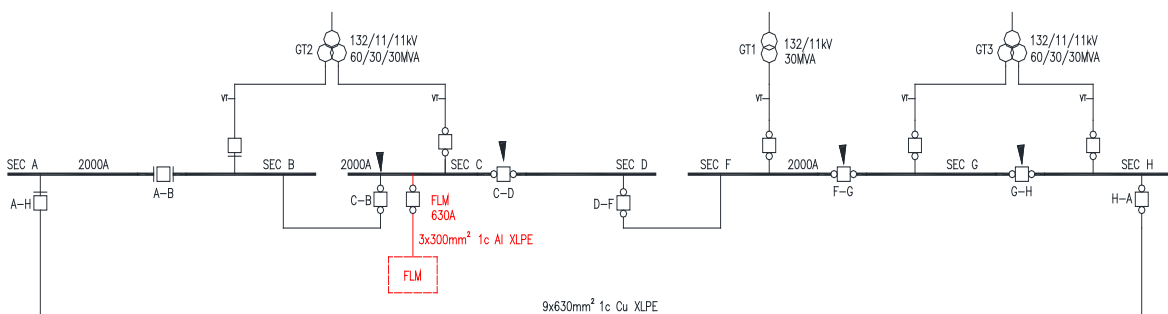 GT2
132/11/11kV
60/30/30MVA
GT1
132/11kV
30MVA
GT3
132/11/11kV
60/30/30MVA
VT
VT
VT
VT
VT
SEC A
2000A
SEC B
2000A
SEC C
SEC D
SEC F
2000A
SEC G
SEC H
A-B
C-D
F-G
G-H
A-H
C-B
FLM
630A
D-F
H-A
3x300mm² 1c Al XLPE
FLM
9x630mm² 1c Cu XLPE